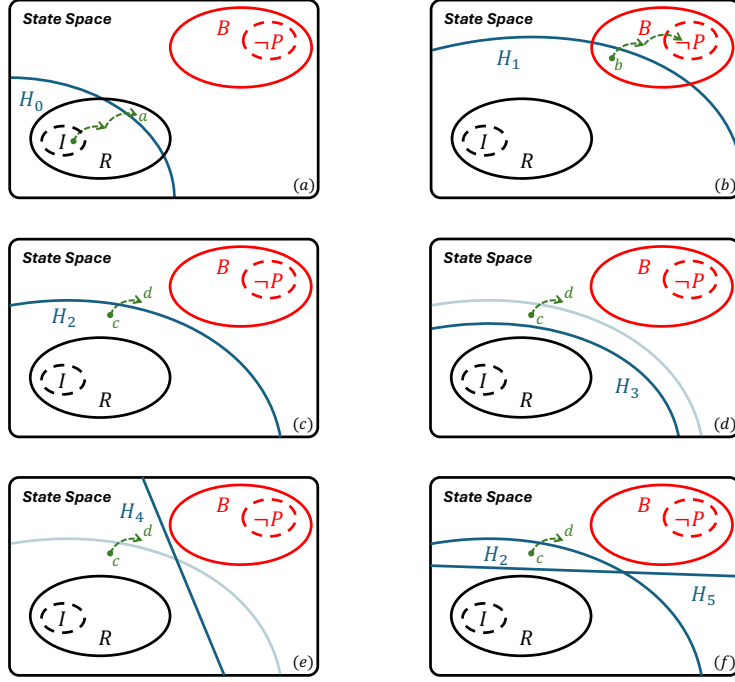 State Space
B
¬P
H₀
a
I
R
(a)
State Space
B
¬P
H₁
b
I
R
(b)
State Space
B
¬P
d
c
H₂
I
R
(c)
State Space
B
¬P
d
c
I
R
H₃
(d)
State Space
B
¬P
H₄
d
c
I
R
(e)
State Space
B
¬P
d
H₂
c
H₅
I
R
(f)